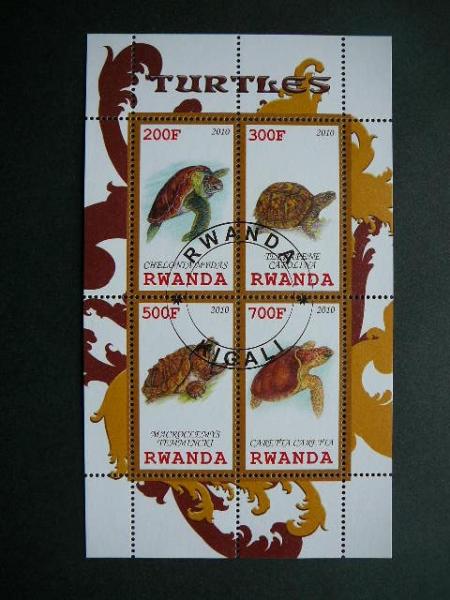 TURTLES
200F 2010
300F 2010
CHELONIA MYDAS
TERRAPENE
CAROLINA
RWANDA
RWANDA
RWANDA
KIGALI
500F 2010
700F 2010
MACROCLEMYS
TEMMINCKI
CARETTA CARETTA
RWANDA
RWANDA